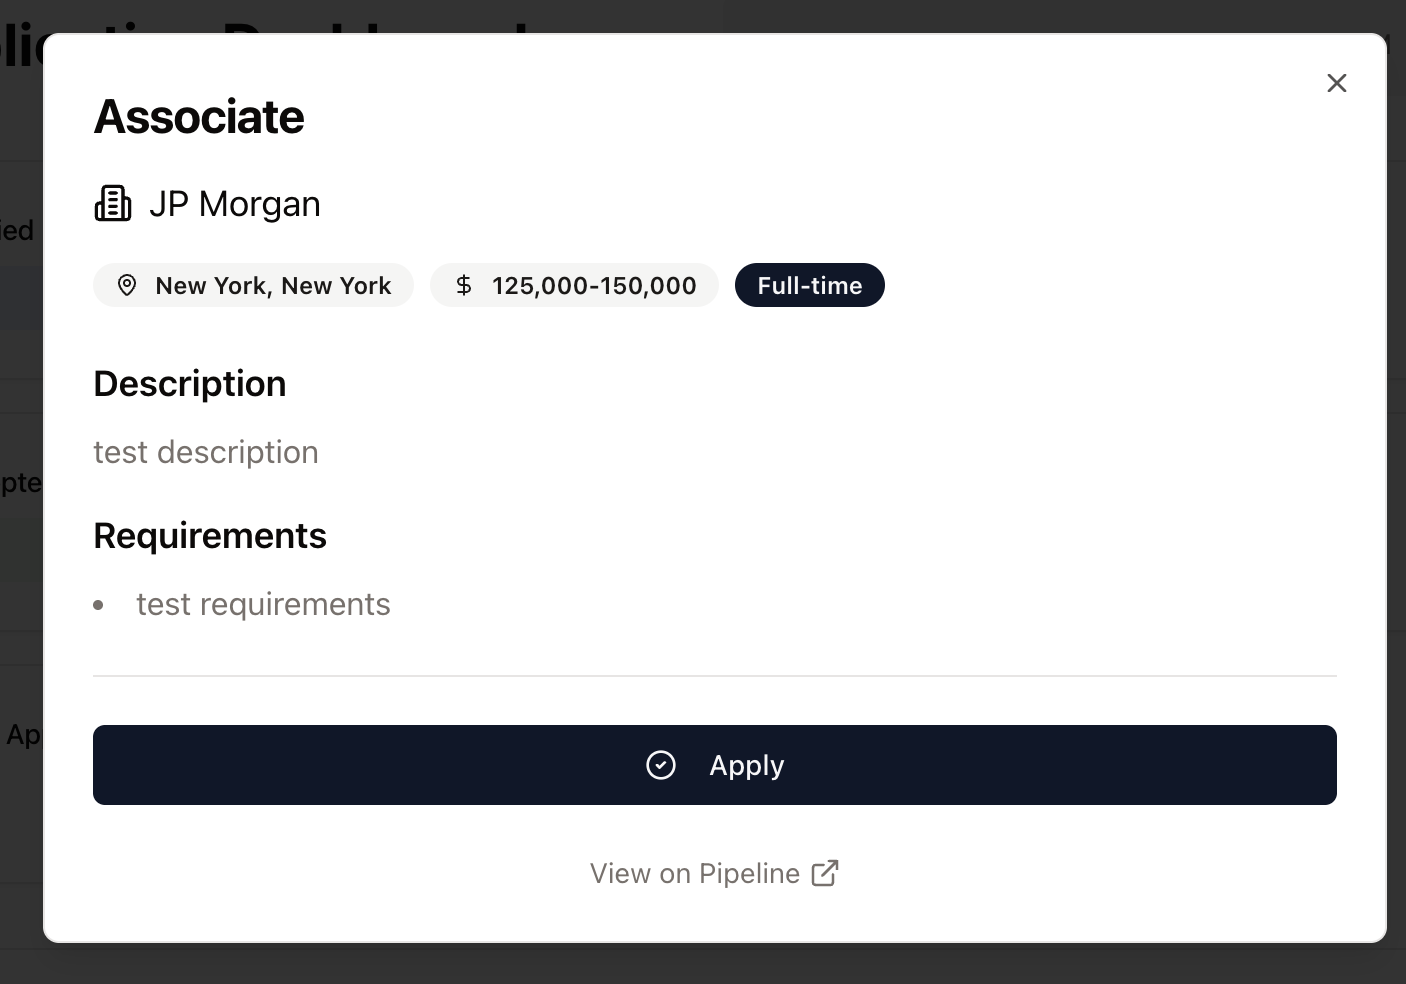 Associate
JP Morgan
New York, New York
$ 125,000-150,000
Full-time
Description
test description
Requirements
• test requirements
Apply
View on Pipeline